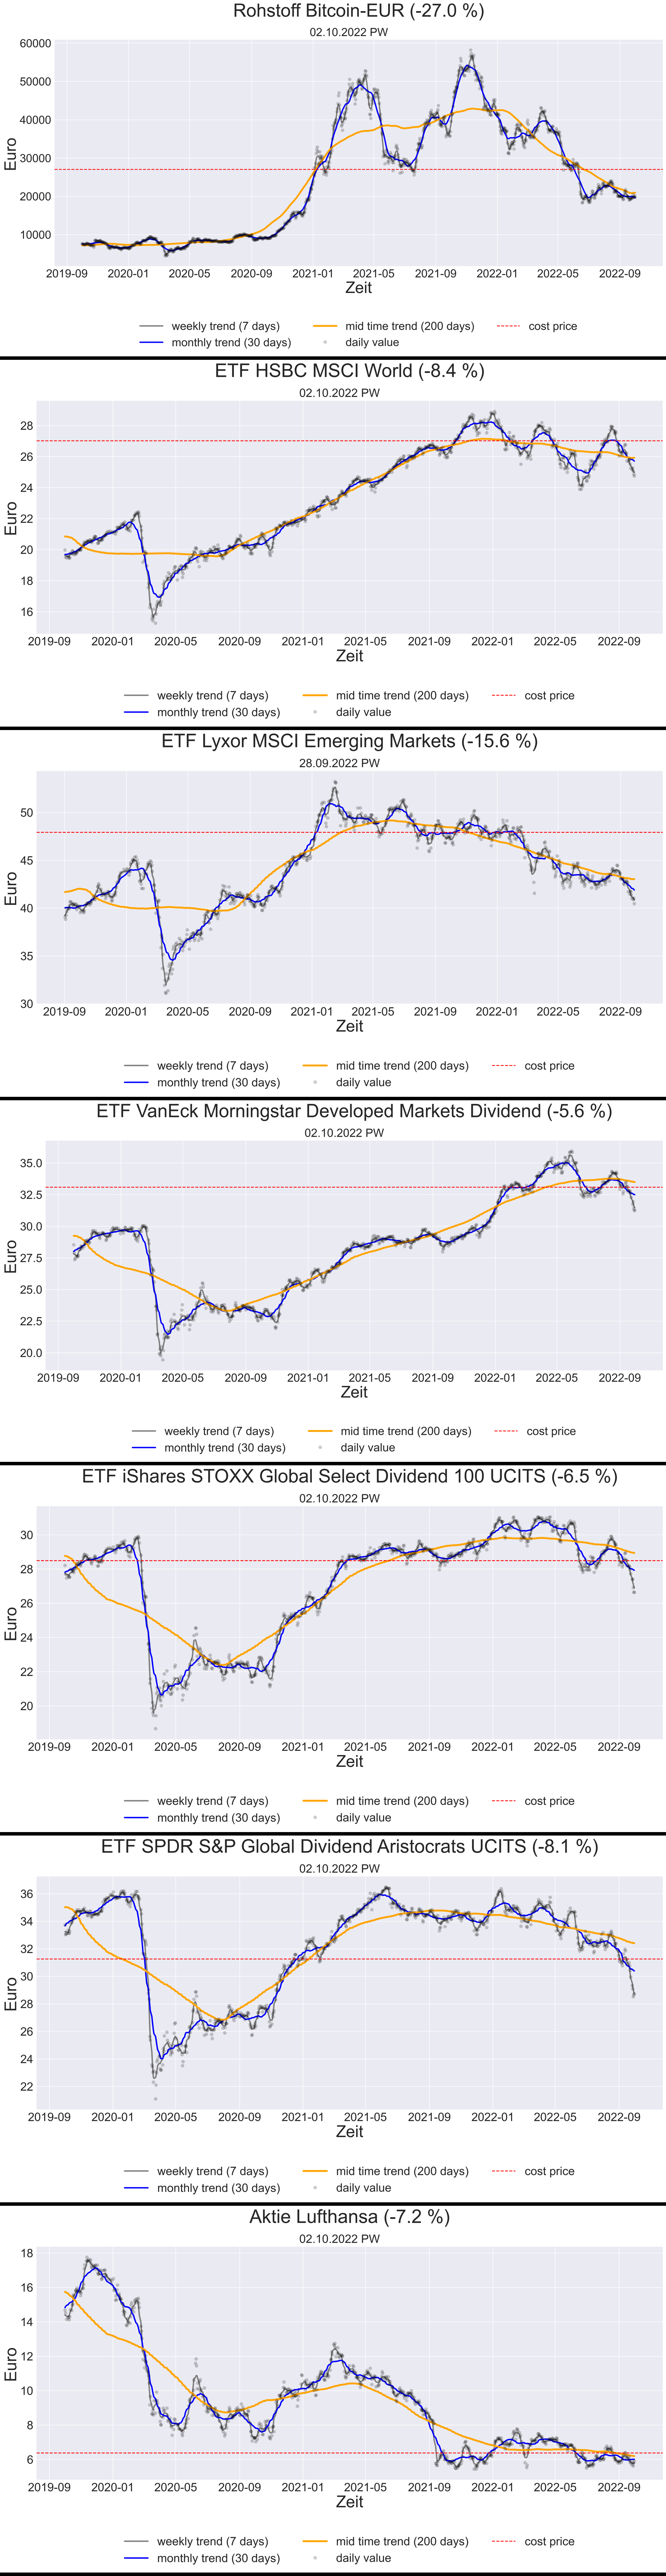 Rohstoff Bitcoin-EUR (-27.0 %)
02.10.2022 PW
60000
50000
40000
30000
20000
10000
Euro
2019-09 2020-01 2020-05 2020-09 2021-01 2021-05 2021-09 2022-01 2022-05 2022-09
Zeit
weekly trend (7 days) mid time trend (200 days) cost price
monthly trend (30 days) daily value
ETF HSBC MSCI World (-8.4 %)
02.10.2022 PW
28
26
24
22
20
18
16
Euro
2019-09 2020-01 2020-05 2020-09 2021-01 2021-05 2021-09 2022-01 2022-05 2022-09
Zeit
weekly trend (7 days) mid time trend (200 days) cost price
monthly trend (30 days) daily value
ETF Lyxor MSCI Emerging Markets (-15.6 %)
28.09.2022 PW
50
45
40
35
30
Euro
2019-09 2020-01 2020-05 2020-09 2021-01 2021-05 2021-09 2022-01 2022-05 2022-09
Zeit
weekly trend (7 days) mid time trend (200 days) cost price
monthly trend (30 days) daily value
ETF VanEck Morningstar Developed Markets Dividend (-5.6 %)
02.10.2022 PW
35.0
32.5
30.0
27.5
25.0
22.5
20.0
Euro
2019-09 2020-01 2020-05 2020-09 2021-01 2021-05 2021-09 2022-01 2022-05 2022-09
Zeit
weekly trend (7 days) mid time trend (200 days) cost price
monthly trend (30 days) daily value
ETF iShares STOXX Global Select Dividend 100 UCITS (-6.5 %)
02.10.2022 PW
30
28
26
24
22
20
Euro
2019-09 2020-01 2020-05 2020-09 2021-01 2021-05 2021-09 2022-01 2022-05 2022-09
Zeit
weekly trend (7 days) mid time trend (200 days) cost price
monthly trend (30 days) daily value
ETF SPDR S&P Global Dividend Aristocrats UCITS (-8.1 %)
02.10.2022 PW
36
34
32
30
28
26
24
22
Euro
2019-09 2020-01 2020-05 2020-09 2021-01 2021-05 2021-09 2022-01 2022-05 2022-09
Zeit
weekly trend (7 days) mid time trend (200 days) cost price
monthly trend (30 days) daily value
Aktie Lufthansa (-7.2 %)
02.10.2022 PW
18
16
14
12
10
8
6
Euro
2019-09 2020-01 2020-05 2020-09 2021-01 2021-05 2021-09 2022-01 2022-05 2022-09
Zeit
weekly trend (7 days) mid time trend (200 days) cost price
monthly trend (30 days) daily value